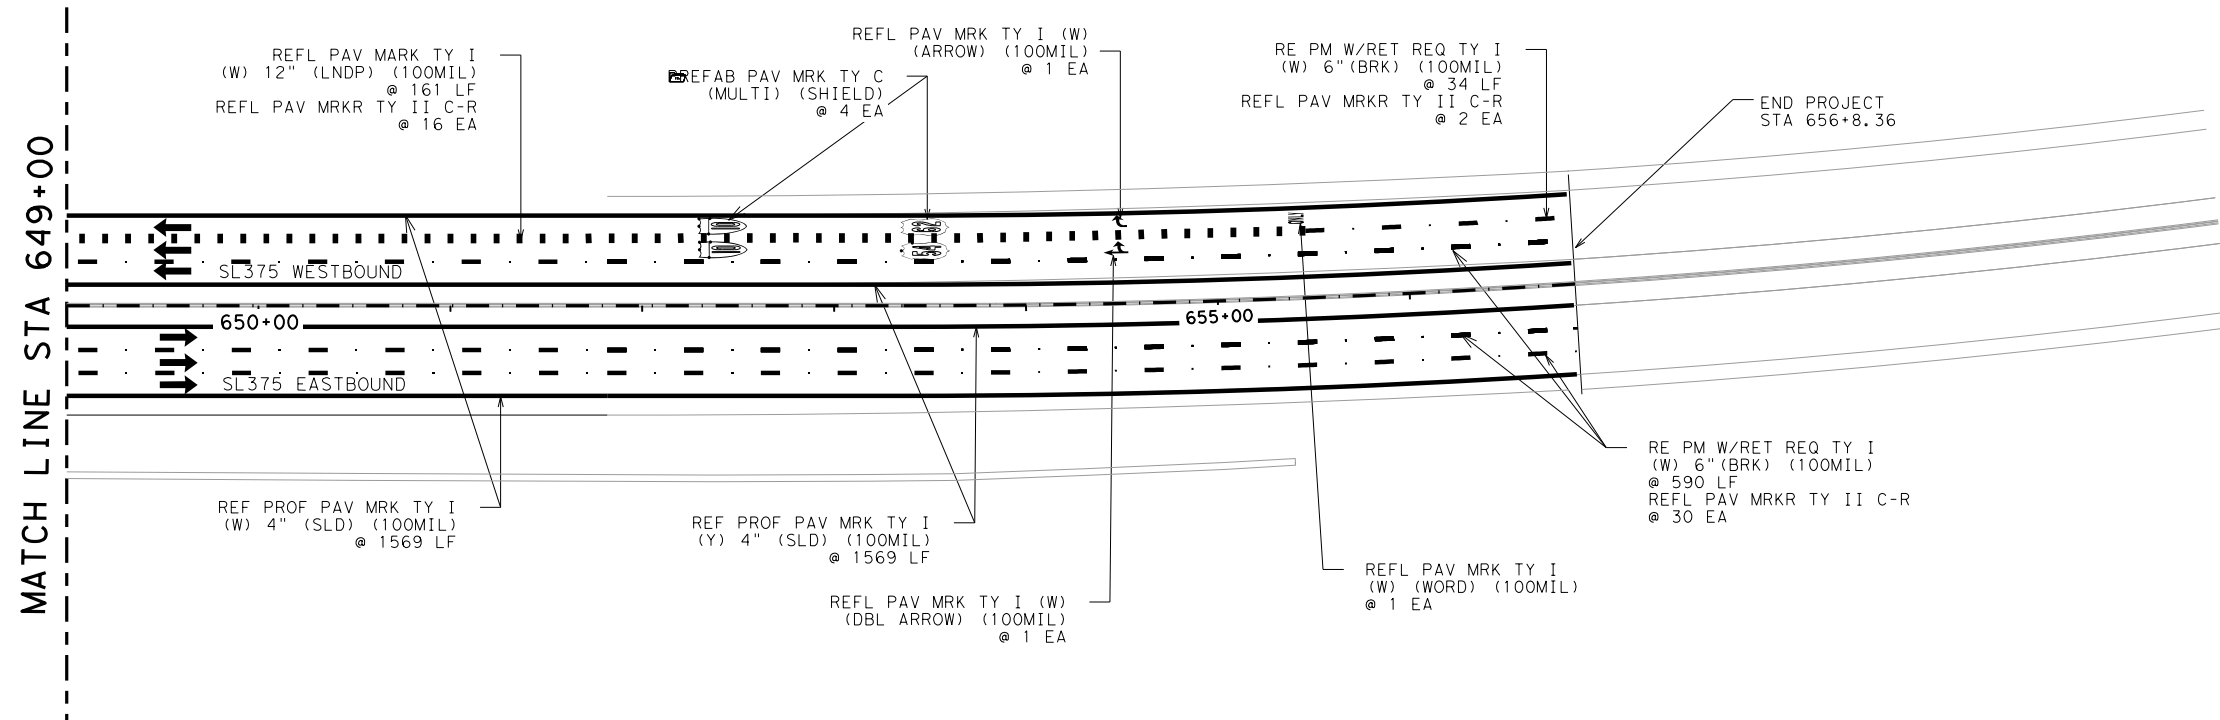 MATCH LINE STA 649+00
REFL PAV MARK TY I
(W) 12" (LNDP) (100MIL)
@ 161 LF
REFL PAV MRKR TY II C-R
@ 16 EA
PREFAB PAV MRK TY C
(MULTI) (SHIELD)
@ 4 EA
REFL PAV MRK TY I (W)
(ARROW) (100MIL)
@ 1 EA
RE PM W/RET REQ TY I
(W) 6"(BRK) (100MIL)
@ 34 LF
REFL PAV MRKR TY II C-R
@ 2 EA
END PROJECT
STA 656+8.36
SL375 WESTBOUND
650+00
655+00
SL375 EASTBOUND
REF PROF PAV MRK TY I
(W) 4" (SLD) (100MIL)
@ 1569 LF
REF PROF PAV MRK TY I
(Y) 4" (SLD) (100MIL)
@ 1569 LF
REFL PAV MRK TY I (W)
(DBL ARROW) (100MIL)
@ 1 EA
REFL PAV MRK TY I
(W) (WORD) (100MIL)
@ 1 EA
RE PM W/RET REQ TY I
(W) 6"(BRK) (100MIL)
@ 590 LF
REFL PAV MRKR TY II C-R
@ 30 EA